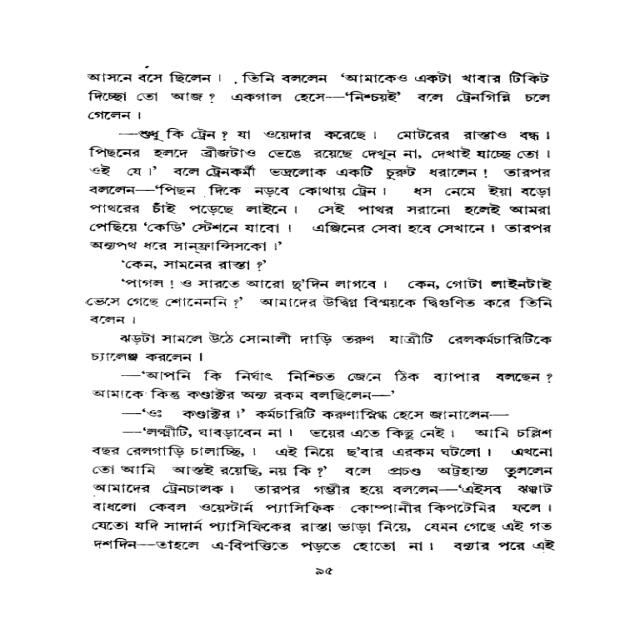 আসনে বসে ছিলেন। তিনি বললেন ‘আমাকেও একটা খাবার টিকিট
দিচ্ছো তো আজ? একগাল হেসে—‘নিশ্চয়ই’ বলে ট্রেনগিন্নি চলে
গেলেন।
—শুধু কি ট্রেন? যা ওয়েদার করেছে। মোটরের রাস্তাও বন্ধ।
পিছনের হলদে ব্রীজটাও ভেঙে রয়েছে দেখুন না, দেখাই যাচ্ছে তো।
ওই যে।’ বলে ট্রেনকর্মী ভদ্রলোক একটি চুরুট ধরালেন! তারপর
বললেন—‘পিছন দিকে নড়বে কোথায় ট্রেন। ধস নেমে ইয়া বড়ো
পাথরের চাঁই পড়েছে লাইনে। সেই পাথর সরানো হলেই আমরা
পেছিয়ে ‘কেডি’ স্টেশনে যাবো। এঞ্জিনের সেবা হবে সেখানে। তারপর
অন্যপথ ধরে সান্‌ফ্রান্সিসকো।’
‘কেন, সামনের রাস্তা?’
‘পাগল! ও সারতে আরো দু’দিন লাগবে। কেন, গোটা লাইনটাই
ভেসে গেছে শোনেননি?’ আমাদের উদ্বিগ্ন বিস্ময়কে দ্বিগুণিত করে তিনি
বলেন।
ঝড়টা সামলে উঠে সোনালী দাড়ি তরুণ যাত্রীটি রেলকর্মচারিটিকে
চ্যালেঞ্জ করলেন।
—‘আপনি কি নির্ঘাৎ নিশ্চিত জেনে ঠিক ব্যাপার বলছেন?
আমাকে কিন্তু কণ্ডাক্টর অন্য রকম বলছিলেন—’
—‘ওঃ কণ্ডাক্টর।’ কর্মচারিটি করুণাস্নিগ্ধ হেসে জানালেন—
—‘লক্ষ্মীটি, ঘাবড়াবেন না। ভয়ের এতে কিছু নেই। আমি চল্লিশ
বছর রেলগাড়ি চালাচ্ছি,। এই নিয়ে ছ’বার এরকম ঘটলো। এখনো
তো আমি আস্তই রয়েছি, নয় কি?’ বলে প্রচণ্ড অট্টহাস্য তুললেন
আমাদের ট্রেনচালক। তারপর গম্ভীর হয়ে বললেন—‘এইসব ঝঞ্ঝাট
বাধলো কেবল ওয়েস্টার্ন প্যাসিফিক কোম্পানীর কিপটেনির ফলে।
যেতো যদি সাদার্ন প্যাসিফিকের রাস্তা ভাড়া নিয়ে, যেমন গেছে এই গত
দশদিন—তাহলে এ-বিপত্তিতে পড়তে হোতো না। বন্যার পরে এই
৯৫